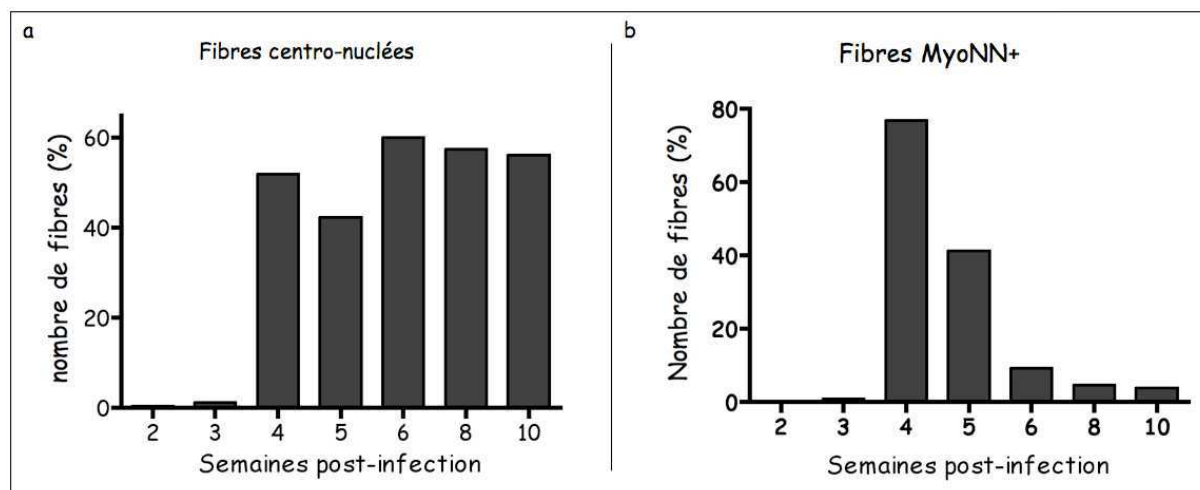 a
Fibres centro-nuclées
nombre de fibres (%)
60
40
20
0
2 3 4 5 6 8 10
Semaines post-infection
b
Fibres MyoNN+
Nombre de fibres (%)
80
60
40
20
0
2 3 4 5 6 8 10
Semaines post-infection